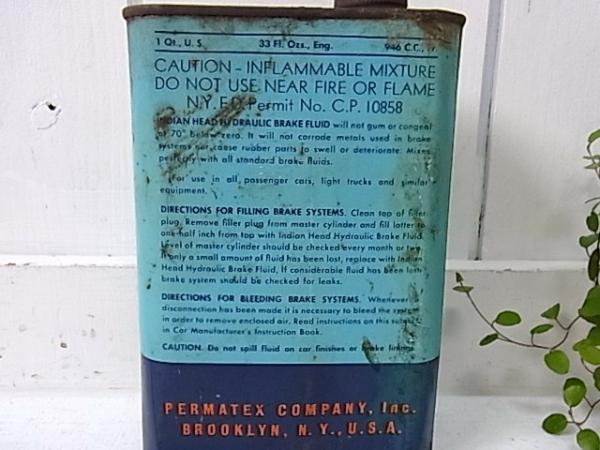 1 Qt., U. S. 33 Fl. Ozs., Eng. 946 C.C.,
CAUTION - INFLAMMABLE MIXTURE
DO NOT USE NEAR FIRE OR FLAME
N.Y.F.D. Permit No. C.P. 10858
INDIAN HEAD HYDRAULIC BRAKE FLUID will not gum or congeal
at 70° below zero. It will not corrode metals used in brake
systems nor cause rubber parts to swell or deteriorate. Mixes
perfectly with all standard brake fluids.
For use in all passenger cars, light trucks and similar
equipment.
DIRECTIONS FOR FILLING BRAKE SYSTEMS. Clean top of filler
plug. Remove filler plug from master cylinder and fill latter to
one-half inch from top with Indian Head Hydraulic Brake Fluid.
Level of master cylinder should be checked every month or two.
If only a small amount of fluid has been lost, replace with Indian
Head Hydraulic Brake Fluid. If considerable fluid has been lost,
brake system should be checked for leaks.
DIRECTIONS FOR BLEEDING BRAKE SYSTEMS. Whenever a
disconnection has been made it is necessary to bleed the system
in order to remove enclosed air. Read instructions on this subject
in Car Manufacturer's Instruction Book.
CAUTION. Do not spill fluid on car finishes or brake linings.
PERMATEX COMPANY, Inc.
BROOKLYN, N. Y., U.S.A.